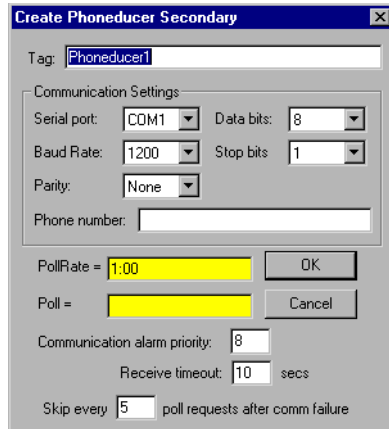 Create Phoneducer Secondary
Tag: Phoneducer1
Communication Settings
Serial port: COM1 Data bits: 8
Baud Rate: 1200 Stop bits 1
Parity: None
Phone number:
PollRate = 1:00 OK
Poll = Cancel
Communication alarm priority: 8
Receive timeout: 10 secs
Skip every 5 poll requests after comm failure